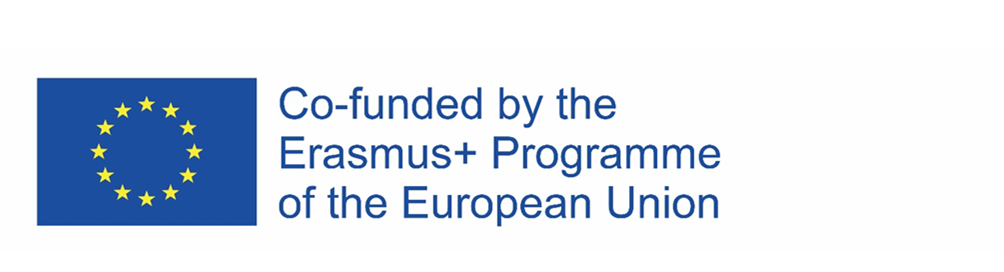 Co-funded by the
Erasmus+ Programme
of the European Union